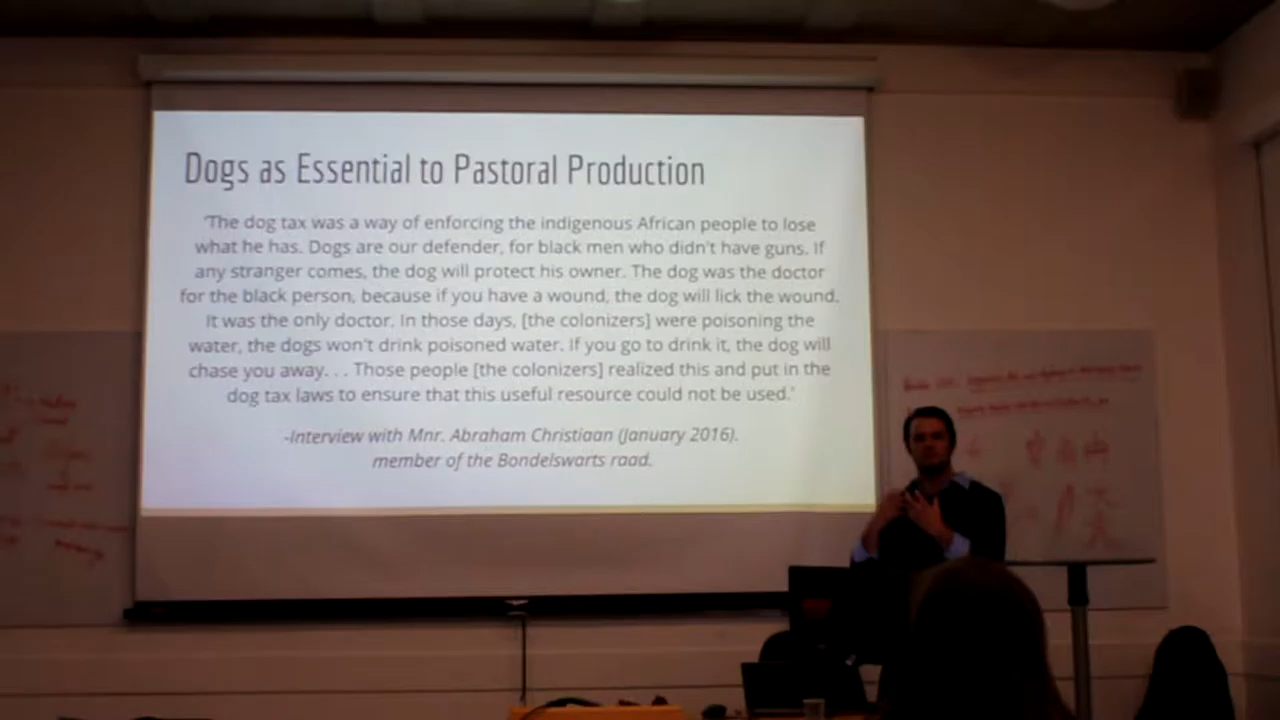 Dogs as Essential to Pastoral Production
'The dog tax was a way of enforcing the indigenous African people to lose
what he has. Dogs are our defender, for black men who didn't have guns. If
any stranger comes, the dog will protect his owner. The dog was the doctor
for the black person, because if you have a wound, the dog will lick the wound.
It was the only doctor. In those days, [the colonizers] were poisoning the
water, the dogs won't drink poisoned water. If you go to drink it, the dog will
chase you away. . . Those people [the colonizers] realized this and put in the
dog tax laws to ensure that this useful resource could not be used.'
-Interview with Mnr. Abraham Christiaan (January 2016).
member of the Bondelswarts raad.